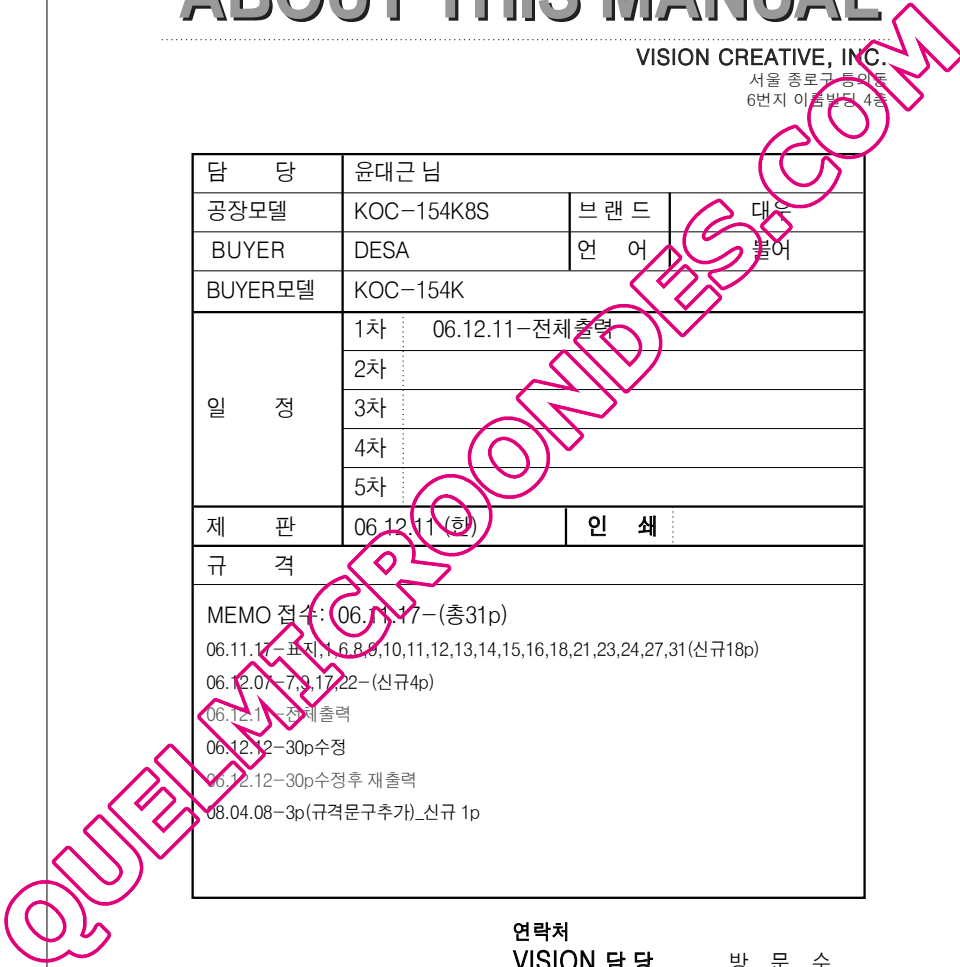 ABOUT THIS MANUAL
VISION CREATIVE, INC.
서울 종로구 통의동
6번지 이룸빌딩 4층
담 당 윤대근 님
공장모델 KOC-154K8S 브 랜 드 대우
BUYER DESA 언 어 불어
BUYER모델 KOC-154K
일 정
1차 06.12.11-전체출력
2차
3차
4차
5차
제 판 06.12.11 (한) 인 쇄
규 격
MEMO 접수: 06.11.17-(총31p)
06.11.17-표지,1,6,8,9,10,11,12,13,14,15,16,18,21,23,24,27,31(신규18p)
06.12.07-7,9,17,22-(신규4p)
06.12.11-전체출력
06.12.12-30p수정
06.12.12-30p수정후 재출력
08.04.08-3p(규격문구추가)_신규 1p
연락처
VISION 담 당 방 문 수
QUELMICROONDES.COM